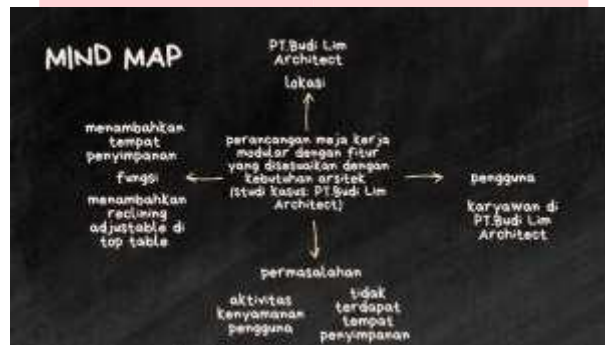 MIND MAP
PT.Budi Lim
Architect
lokasi
menambahkan
tempat
penyimpanan
fungsi
menambahkan
reclining
adjustable di
top table
perancangan meja kerja
modular dengan fitur
yang disesuaikan dengan
kebutuhan arsitek
(studi kasus: PT.Budi Lim
Architect)
pengguna
karyawan di
PT.Budi Lim
Architect
permasalahan
aktivitas
kenyamanan
pengguna
tidak
terdapat
tempat
penyimpanan